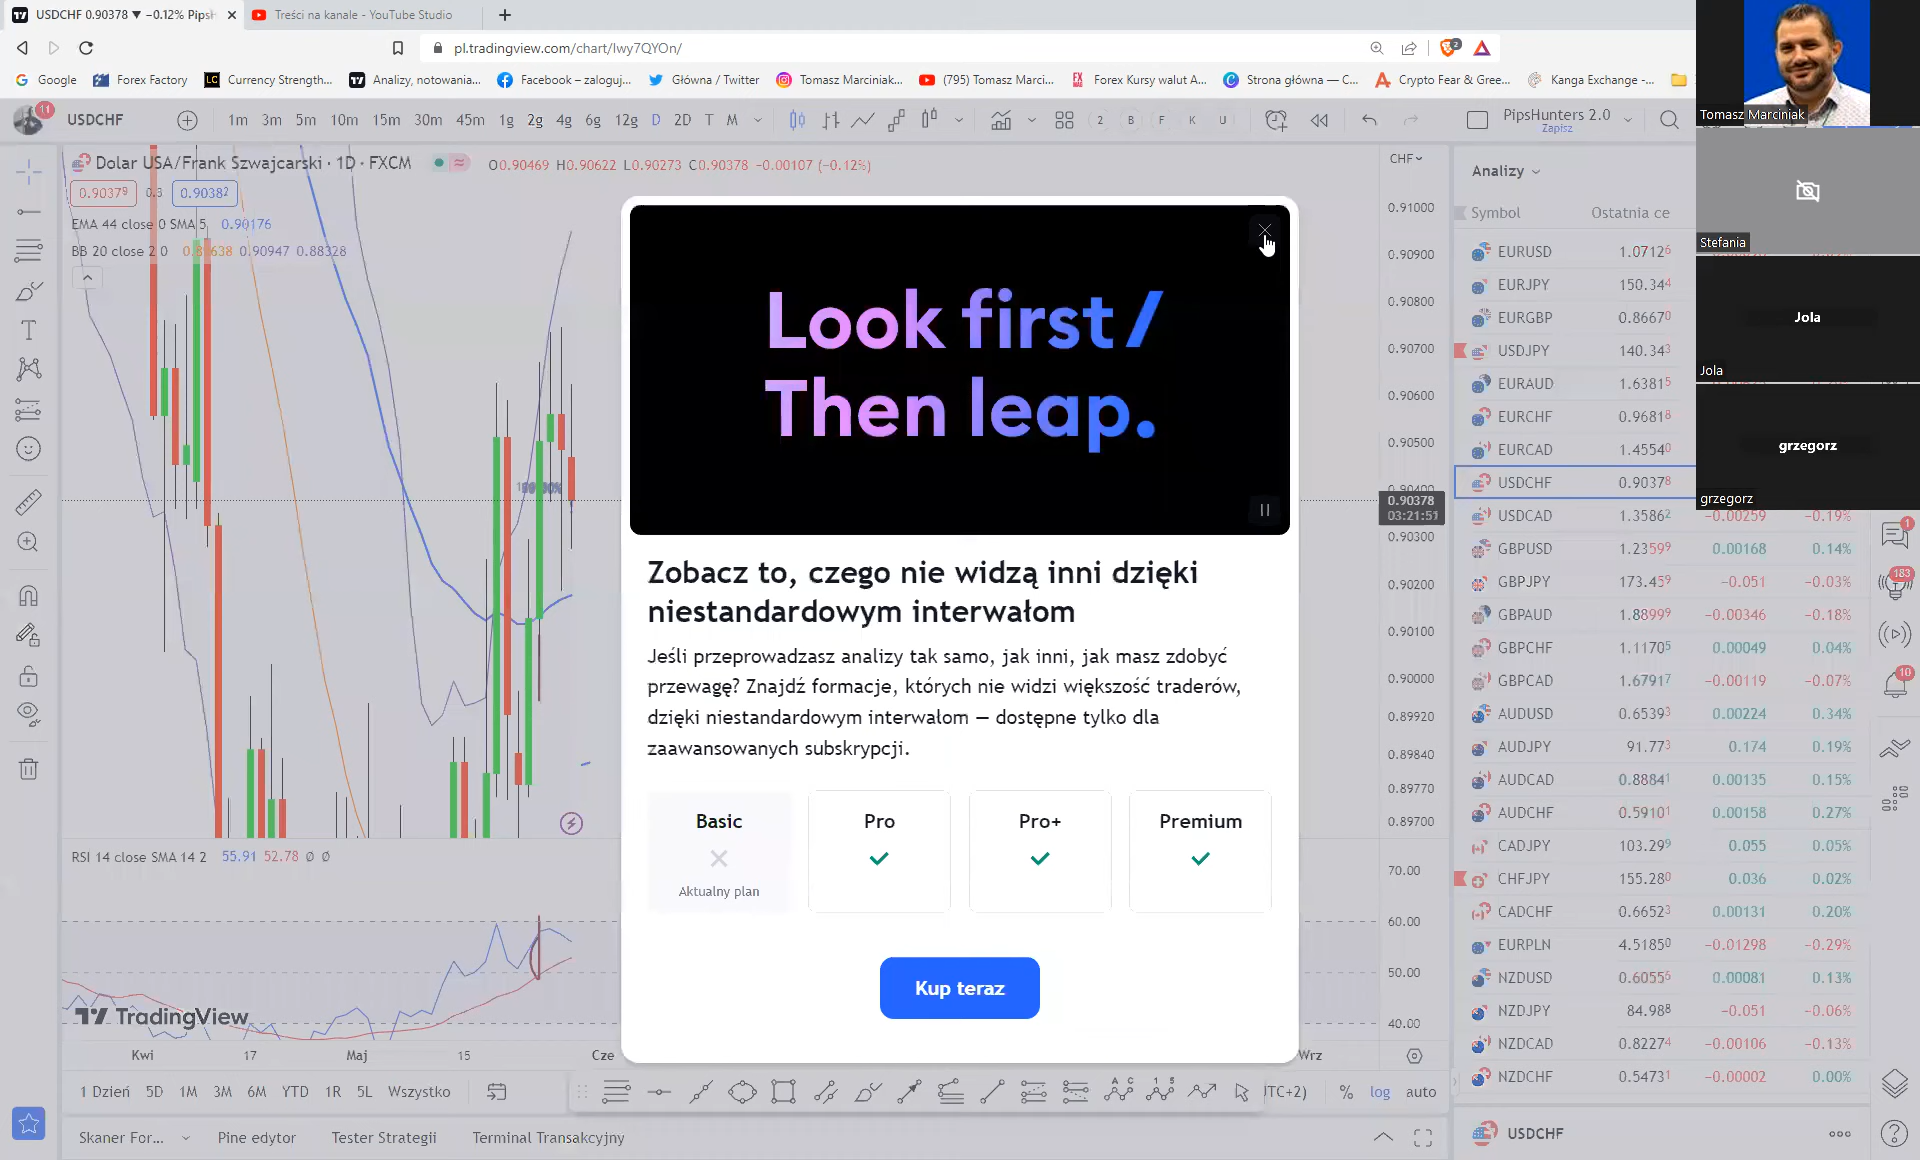 USDCHF 0.90378 ▼ −0.12% PipsH
Treści na kanale - YouTube Studio
pl.tradingview.com/chart/Iwy7QYOn/
Google
Forex Factory
Currency Strength...
Analizy, notowania...
Facebook – zaloguj...
Główna / Twitter
Tomasz Marciniak...
(795) Tomasz Marci...
Forex Kursy walut A...
Strona główna — C...
Crypto Fear & Gree...
Kanga Exchange -...
11
USDCHF
1m 3m 5m 10m 15m 30m 45m 1g 2g 4g 6g 12g D 2D T M
2 B F K U
PipsHunters 2.0
Zapisz
Dolar USA/Frank Szwajcarski · 1D · FXCM
O0.90469 H0.90622 L0.90273 C0.90378 −0.00107 (−0.12%)
0.90379 0.3 0.90382
EMA 44 close 0 SMA 5 0.90176
BB 20 close 2 0 0.89638 0.90947 0.88328
CHF
0.91000
0.90900
0.90800
0.90700
0.90600
0.90500
0.90400
0.90378
03:21:51
0.90300
0.90200
0.90100
0.90000
0.89920
0.89840
0.89770
0.89700
RSI 14 close SMA 14 2 55.91 52.78 Ø Ø
70.00
60.00
50.00
40.00
TradingView
Kwi 17 Maj 15 Cze Wrz
1 Dzień 5D 1M 3M 6M YTD 1R 5L Wszystko
UTC+2) % log auto
Skaner For...
Pine edytor
Tester Strategii
Terminal Transakcyjny
Look first/
Then leap.
Zobacz to, czego nie widzą inni dzięki
niestandardowym interwałom
Jeśli przeprowadzasz analizy tak samo, jak inni, jak masz zdobyć
przewagę? Znajdź formacje, których nie widzi większość traderów,
dzięki niestandardowym interwałom — dostępne tylko dla
zaawansowanych subskrypcji.
Basic
Aktualny plan
Pro
Pro+
Premium
Kup teraz
Analizy
Symbol Ostatnia ce
EURUSD 1.07126
EURJPY 150.344
EURGBP 0.86670
USDJPY 140.343
EURAUD 1.63815
EURCHF 0.96818
EURCAD 1.45540
USDCHF 0.90378
USDCAD 1.35862 −0.00259 −0.19%
GBPUSD 1.23599 0.00168 0.14%
GBPJPY 173.459 −0.051 −0.03%
GBPAUD 1.88999 −0.00346 −0.18%
GBPCHF 1.11705 0.00049 0.04%
GBPCAD 1.67917 −0.00119 −0.07%
AUDUSD 0.65393 0.00224 0.34%
AUDJPY 91.773 0.174 0.19%
AUDCAD 0.88841 0.00135 0.15%
AUDCHF 0.59101 0.00158 0.27%
CADJPY 103.299 0.055 0.05%
CHFJPY 155.280 0.036 0.02%
CADCHF 0.66523 0.00131 0.20%
EURPLN 4.51850 −0.01298 −0.29%
NZDUSD 0.60556 0.00081 0.13%
NZDJPY 84.988 −0.051 −0.06%
NZDCAD 0.82274 −0.00106 −0.13%
NZDCHF 0.54731 −0.00002 0.00%
USDCHF
1
183
10
Tomasz Marciniak
Stefania
Jola
Jola
grzegorz
grzegorz